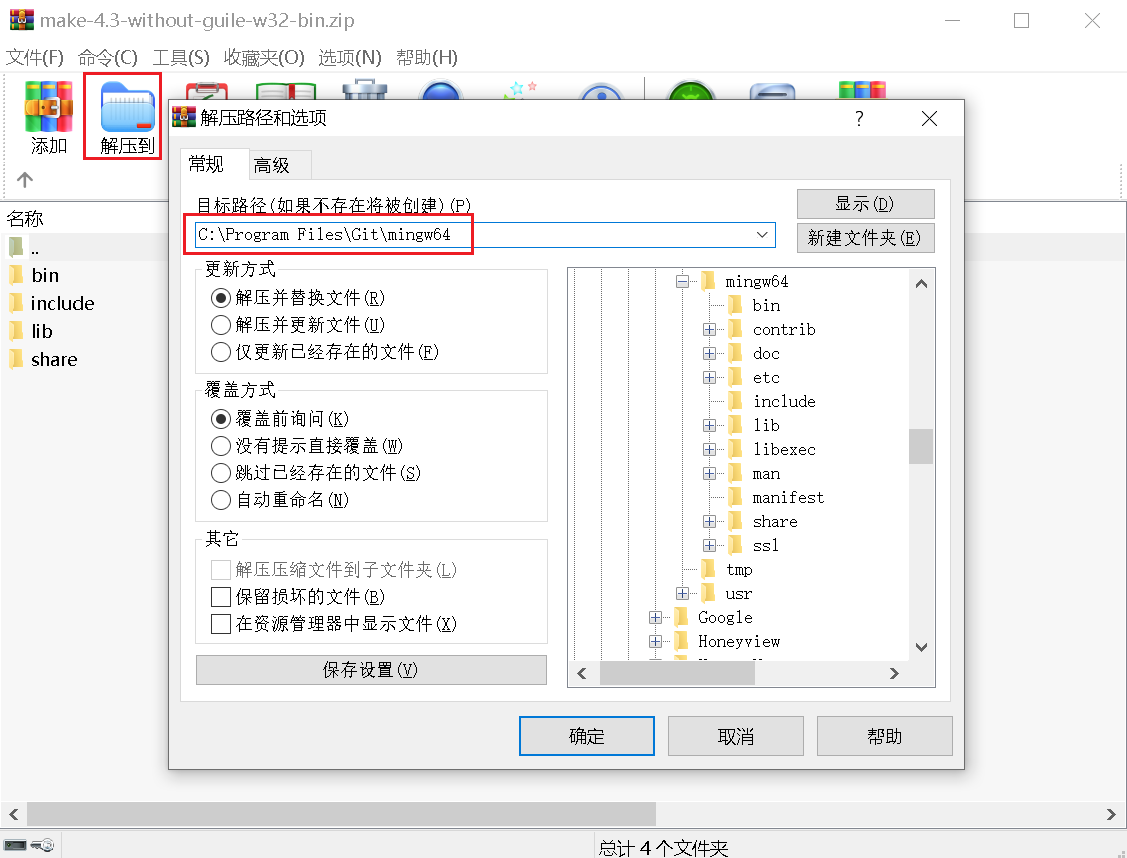 make-4.3-without-guile-w32-bin.zip
文件(F) 命令(C) 工具(S) 收藏夹(O) 选项(N) 帮助(H)
添加
解压到
解压路径和选项
?
常规
高级
目标路径(如果不存在将被创建)(P)
C:\Program Files\Git\mingw64
显示(D)
新建文件夹(E)
名称
..
bin
include
lib
share
更新方式
解压并替换文件(R)
解压并更新文件(U)
仅更新已经存在的文件(F)
覆盖方式
覆盖前询问(K)
没有提示直接覆盖(W)
跳过已经存在的文件(S)
自动重命名(N)
其它
解压压缩文件到子文件夹(L)
保留损坏的文件(B)
在资源管理器中显示文件(X)
保存设置(V)
mingw64
bin
contrib
doc
etc
include
lib
libexec
man
manifest
share
ssl
tmp
usr
Google
Honeyview
确定
取消
帮助
总计 4 个文件夹